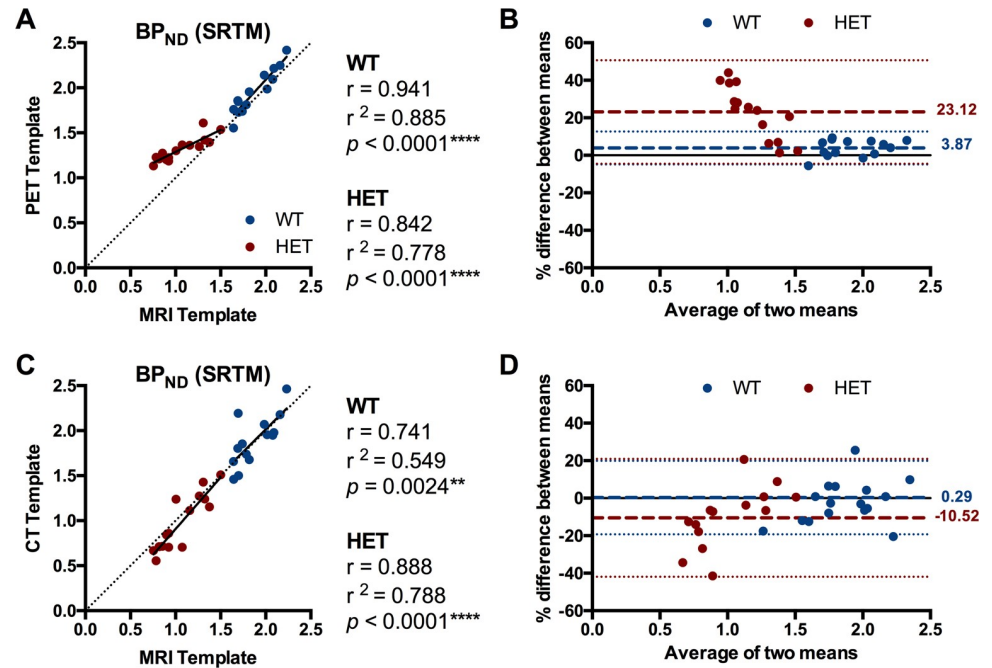 A
BP_ND (SRTM)
2.5
2.0
1.5
1.0
0.5
0.0
0.0 0.5 1.0 1.5 2.0 2.5
PET Template
MRI Template
WT
HET
WT
r = 0.941
r² = 0.885
p < 0.0001****
HET
r = 0.842
r² = 0.778
p < 0.0001****
B
WT HET
60
40
20
0
-20
-40
-60
0.0 0.5 1.0 1.5 2.0 2.5
% difference between means
Average of two means
23.12
3.87
C
BP_ND (SRTM)
2.5
2.0
1.5
1.0
0.5
0.0
0.0 0.5 1.0 1.5 2.0 2.5
CT Template
MRI Template
WT
r = 0.741
r² = 0.549
p = 0.0024**
HET
r = 0.888
r² = 0.788
p < 0.0001****
D
WT HET
60
40
20
0
-20
-40
-60
0.0 0.5 1.0 1.5 2.0 2.5
% difference between means
Average of two means
0.29
-10.52